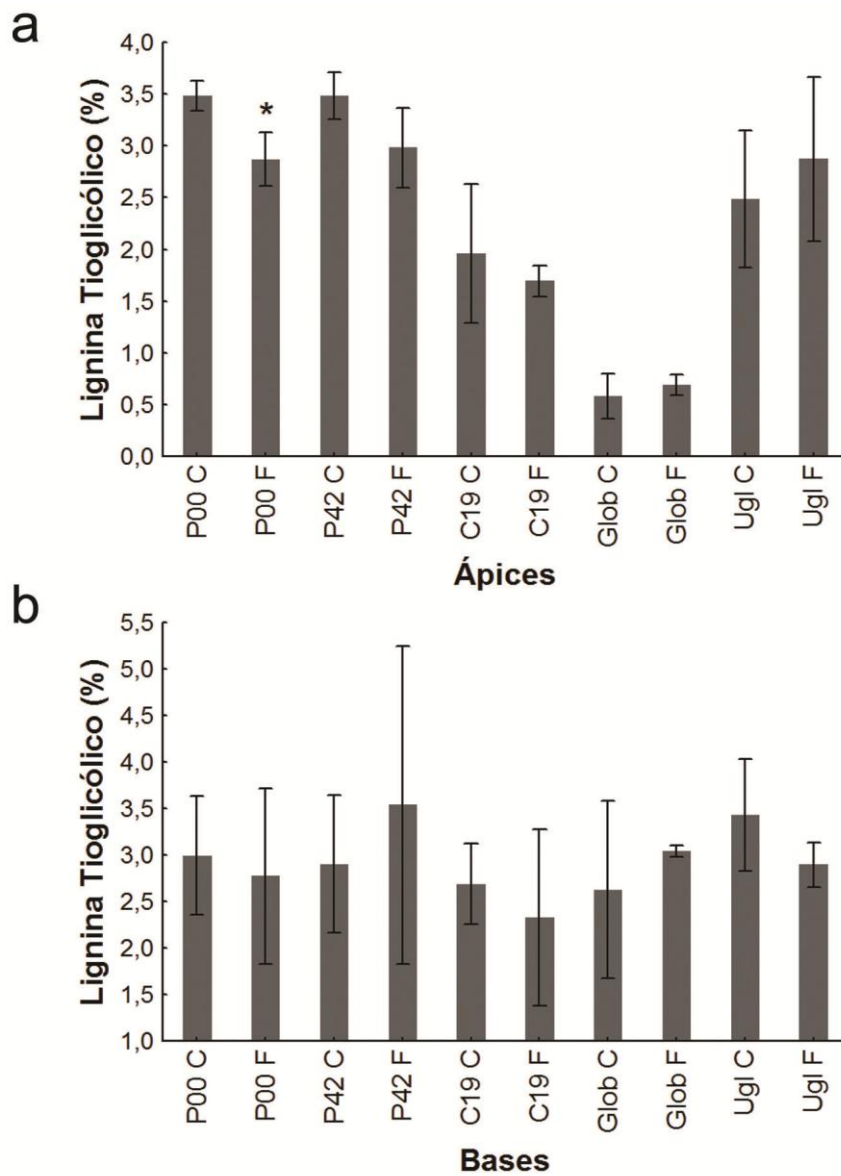 a
Lignina Tioglicólico (%)
4,0
3,5
3,0
2,5
2,0
1,5
1,0
0,5
0,0
*
P00 C
P00 F
P42 C
P42 F
C19 C
C19 F
Glob C
Glob F
Ugl C
Ugl F
Ápices
b
Lignina Tioglicólico (%)
5,5
5,0
4,5
4,0
3,5
3,0
2,5
2,0
1,5
1,0
P00 C
P00 F
P42 C
P42 F
C19 C
C19 F
Glob C
Glob F
Ugl C
Ugl F
Bases